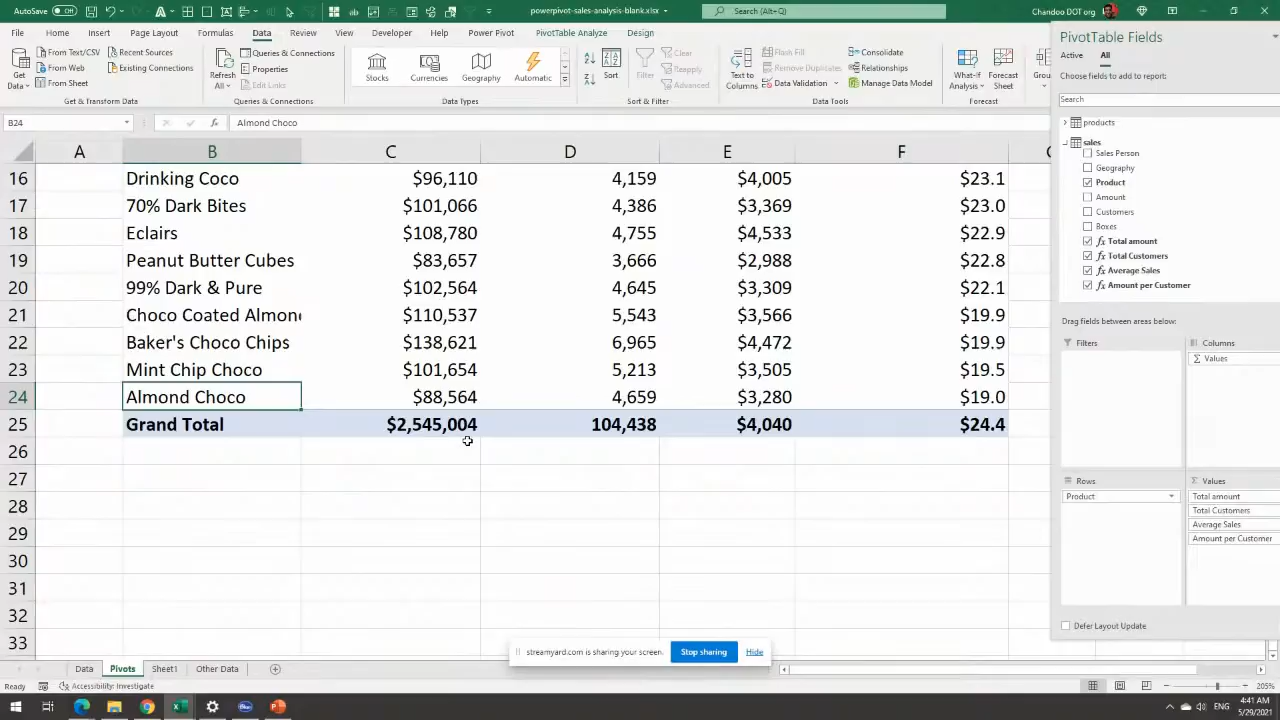 AutoSave Off powerpivot-sales-analysis-blank.xlsx Search (Alt+Q) Chandoo DOT org
File Home Insert Page Layout Formulas Data Review View Developer Help Power Pivot PivotTable Analyze Design
Get Data From Text/CSV From Web From Sheet Recent Sources Existing Connections
Get & Transform Data
Refresh All Queries & Connections Properties Edit Links
Queries & Connections
Stocks Currencies Geography Automatic
Data Types
Sort Filter Clear Reapply Advanced
Sort & Filter
Text to Columns Flash Fill Remove Duplicates Data Validation Consolidate Relationships Manage Data Model
Data Tools
What-If Analysis Forecast Sheet
Forecast
B24 fx Almond Choco
A B C D E F
16 Drinking Coco $96,110 4,159 $4,005 $23.1
17 70% Dark Bites $101,066 4,386 $3,369 $23.0
18 Eclairs $108,780 4,755 $4,533 $22.9
19 Peanut Butter Cubes $83,657 3,666 $2,988 $22.8
20 99% Dark & Pure $102,564 4,645 $3,309 $22.1
21 Choco Coated Almon $110,537 5,543 $3,566 $19.9
22 Baker's Choco Chips $138,621 6,965 $4,472 $19.9
23 Mint Chip Choco $101,654 5,213 $3,505 $19.5
24 Almond Choco $88,564 4,659 $3,280 $19.0
25 Grand Total $2,545,004 104,438 $4,040 $24.4
26
27
28
29
30
31
32
33
PivotTable Fields
Active All
Choose fields to add to report:
Search
products
sales
Sales Person
Geography
Product
Amount
Customers
Boxes
fx Total amount
fx Total Customers
fx Average Sales
fx Amount per Customer
Drag fields between areas below:
Filters
Columns
Σ Values
Rows
Product
Σ Values
Total amount
Total Customers
Average Sales
Amount per Customer
Defer Layout Update
streamyard.com is sharing your screen. Stop sharing Hide
Data Pivots Sheet1 Other Data
Ready Accessibility: Investigate 205%
ENG 4:41 AM
5/29/2021